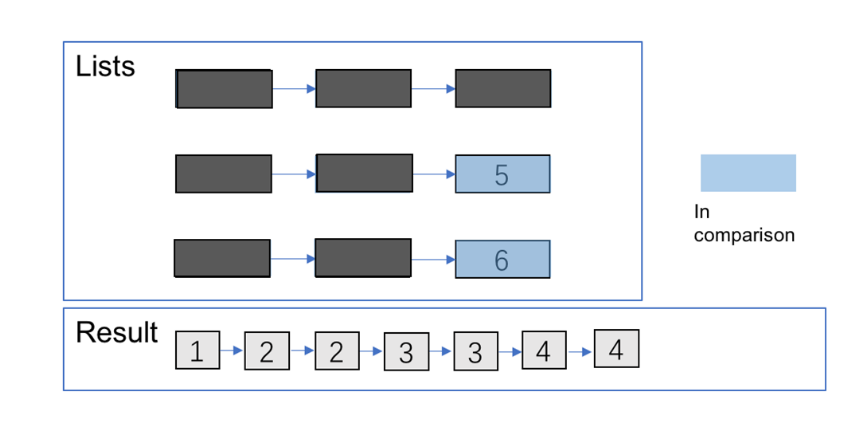 Lists
5
6
In
comparison
Result
1 2 2 3 3 4 4